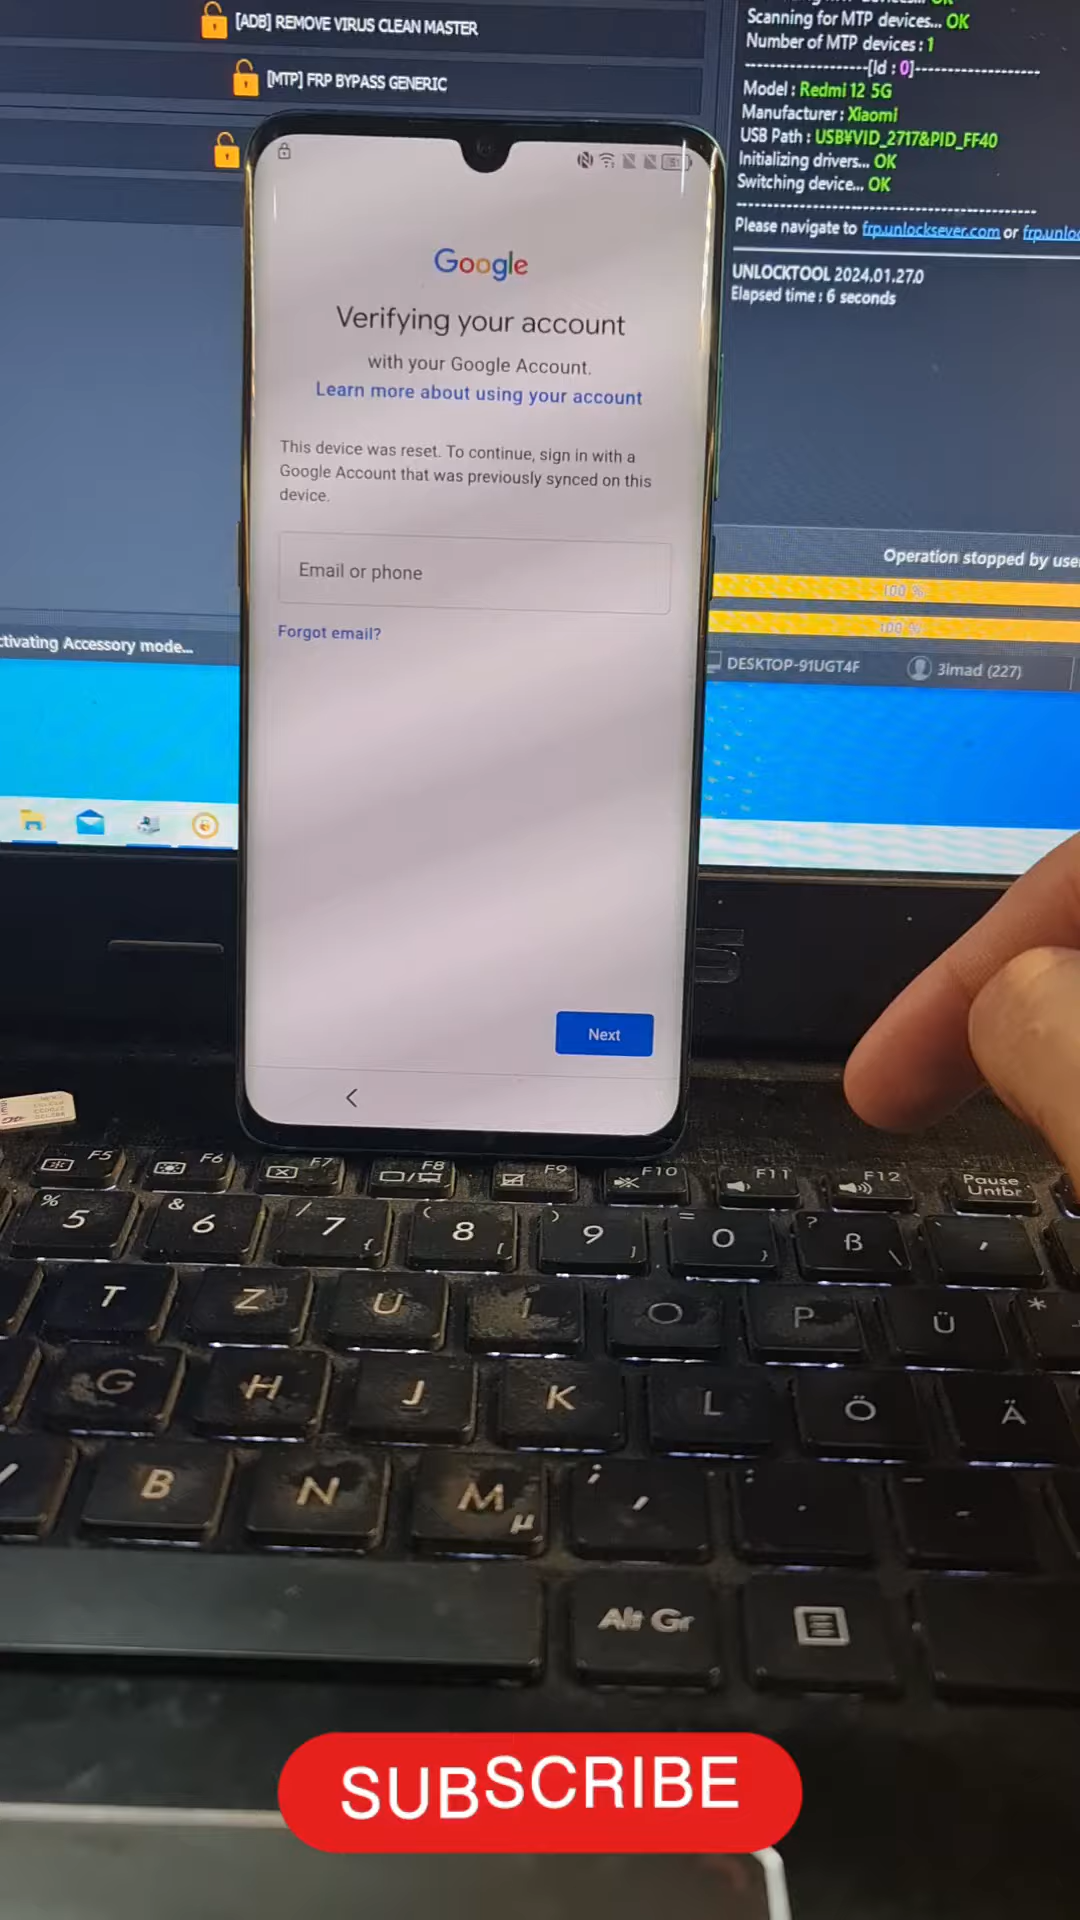 [ADB] REMOVE VIRUS CLEAN MASTER
[MTP] FRP BYPASS GENERIC
Scanning for MTP devices... OK
Number of MTP devices : 1
[Id : 0]
Model : Redmi 12 5G
Manufacturer : Xiaomi
USB Path : USB¥VID_2717&PID_FF40
Initializing drivers... OK
Switching device... OK
Please navigate to frp.unlocksever.com or frp.unloc
UNLOCKTOOL 2024.01.27.0
Elapsed time : 6 seconds
Operation stopped by use
100 %
100 %
ctivating Accessory mode...
DESKTOP-91UGT4F
3imad (227)
Google
Verifying your account
with your Google Account.
Learn more about using your account
This device was reset. To continue, sign in with a
Google Account that was previously synced on this
device.
Email or phone
Forgot email?
Next
F5 F6 F7 F8 F9 F10 F11 F12 Pause
Untbr
% 5 & 6 / 7 { ( 8 [ ) 9 ] = 0 } ? ß \ ´
T Z U I O P Ü *
G H J K L Ö Ä
B N M µ ; , : . _ -
Alt Gr
SUBSCRIBE